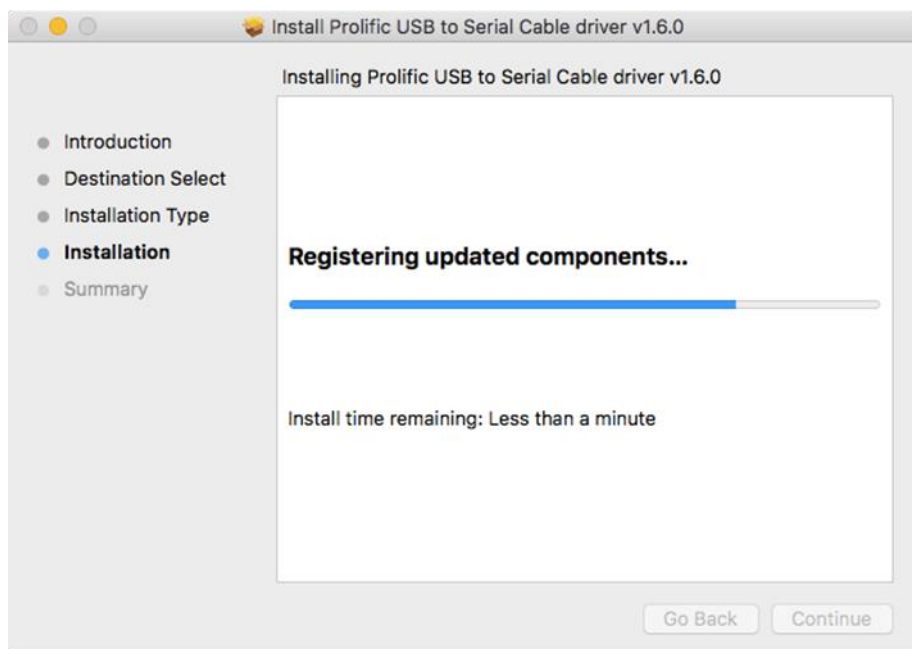 Install Prolific USB to Serial Cable driver v1.6.0
Installing Prolific USB to Serial Cable driver v1.6.0
Introduction
Destination Select
Installation Type
Installation
Summary
Registering updated components...
Install time remaining: Less than a minute
Go Back
Continue